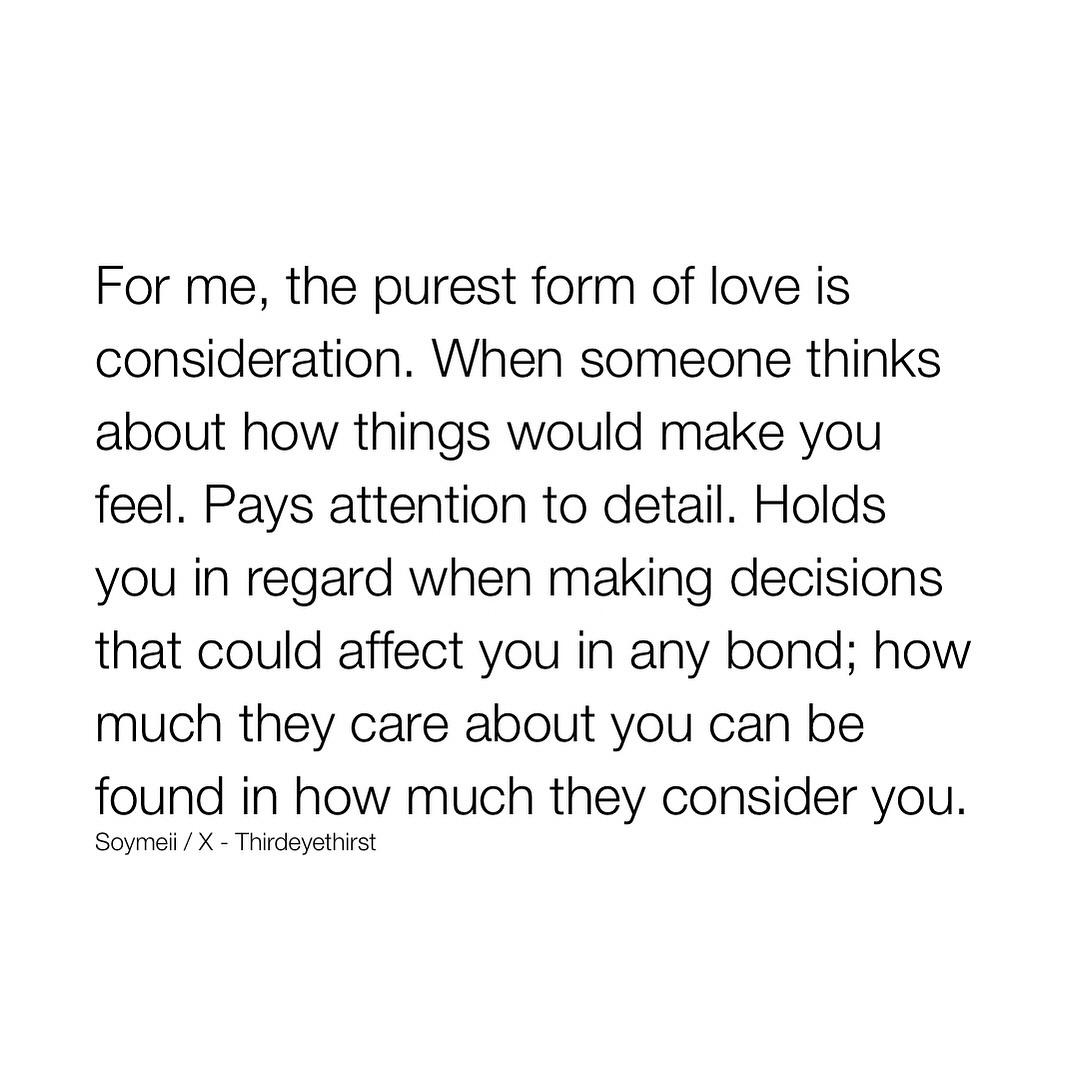 For me, the purest form of love is
consideration. When someone thinks
about how things would make you
feel. Pays attention to detail. Holds
you in regard when making decisions
that could affect you in any bond; how
much they care about you can be
found in how much they consider you.
Soymeii / X - Thirdeyethirst